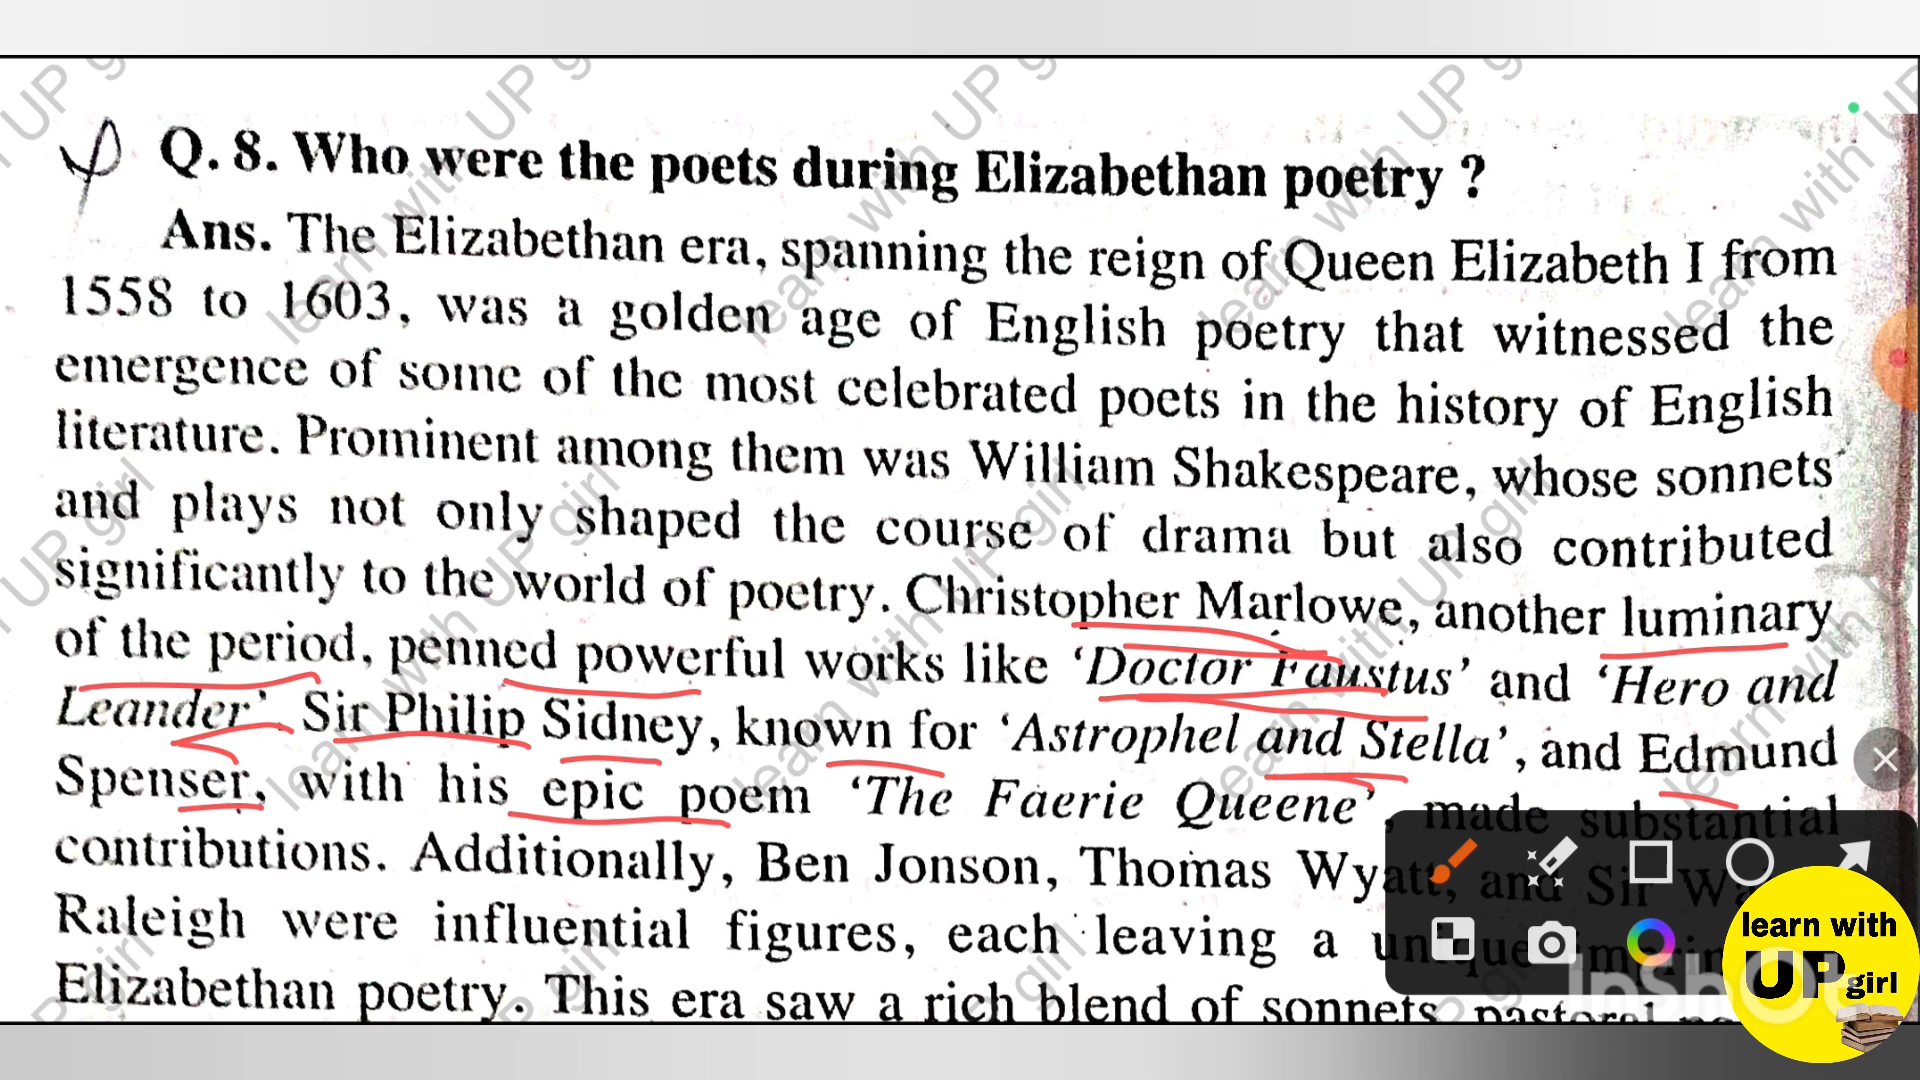 Q. 8. Who were the poets during Elizabethan poetry ?
Ans. The Elizabethan era, spanning the reign of Queen Elizabeth I from
1558 to 1603, was a golden age of English poetry that witnessed the
emergence of some of the most celebrated poets in the history of English
literature. Prominent among them was William Shakespeare, whose sonnets
and plays not only shaped the course of drama but also contributed
significantly to the world of poetry. Christopher Marlowe, another luminary
of the period, penned powerful works like ‘Doctor Faustus’ and ‘Hero and
Leander’. Sir Philip Sidney, known for ‘Astrophel and Stella’, and Edmund
Spenser, with his epic poem ‘The Faerie Queene’, made substantial
contributions. Additionally, Ben Jonson, Thomas Wyatt, and Sir
Raleigh were influential figures, each leaving a unique
Elizabethan poetry. This era saw a rich blend of sonnets, pastoral
learn with
UP girl
InShOt
learn with UP girl